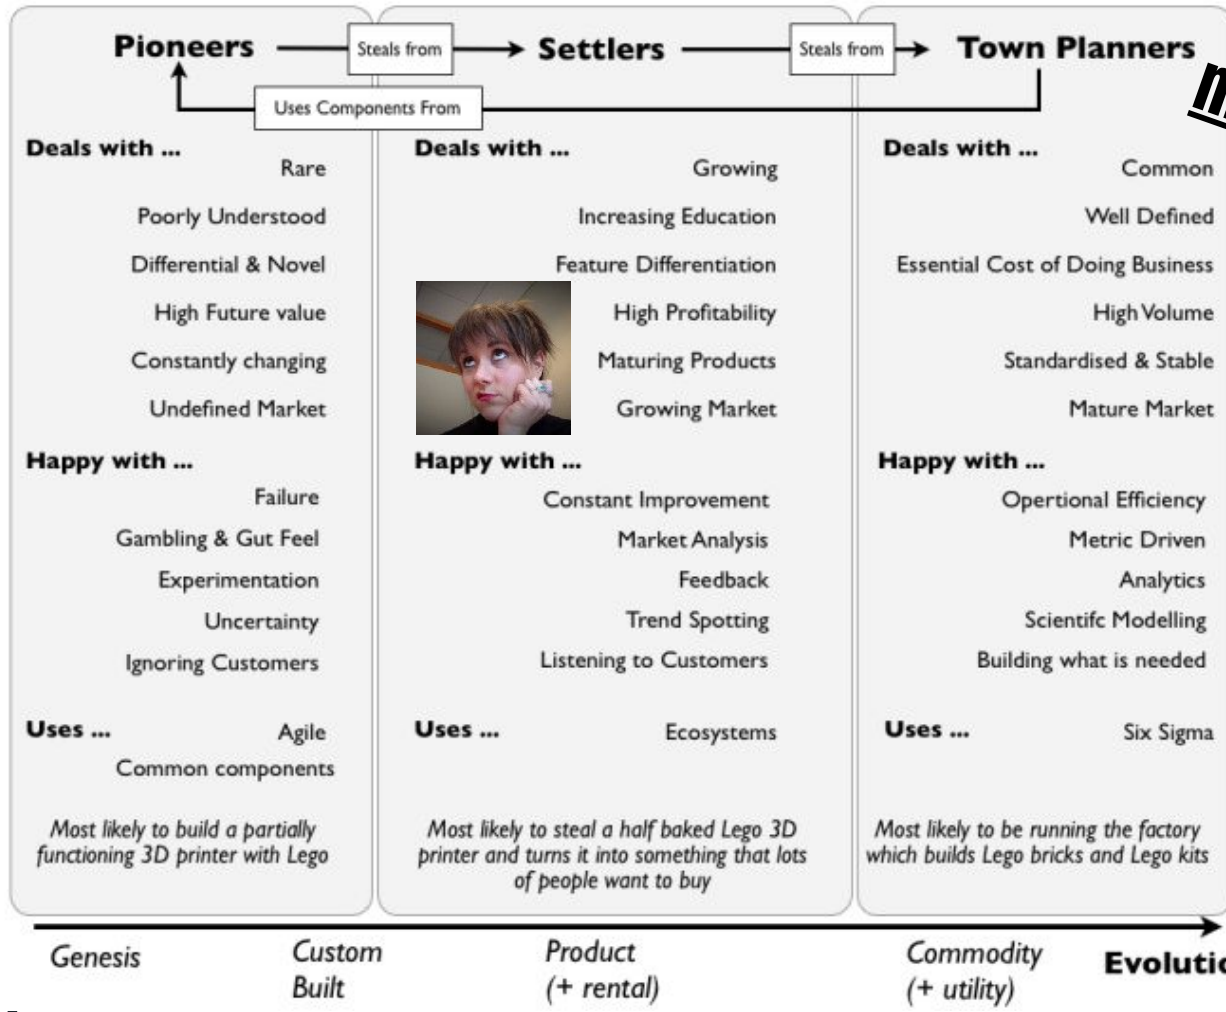 Pioneers
Steals from
Settlers
Steals from
Town Planners
Uses Components From
Deals with ...
Rare
Poorly Understood
Differential & Novel
High Future value
Constantly changing
Undefined Market
Happy with ...
Failure
Gambling & Gut Feel
Experimentation
Uncertainty
Ignoring Customers
Uses ...
Agile
Common components
Most likely to build a partially
functioning 3D printer with Lego
Deals with ...
Growing
Increasing Education
Feature Differentiation
High Profitability
Maturing Products
Growing Market
Happy with ...
Constant Improvement
Market Analysis
Feedback
Trend Spotting
Listening to Customers
Uses ...
Ecosystems
Most likely to steal a half baked Lego 3D
printer and turns it into something that lots
of people want to buy
Deals with ...
Common
Well Defined
Essential Cost of Doing Business
High Volume
Standardised & Stable
Mature Market
Happy with ...
Opertional Efficiency
Metric Driven
Analytics
Scientifc Modelling
Building what is needed
Uses ...
Six Sigma
Most likely to be running the factory
which builds Lego bricks and Lego kits
Genesis
Custom
Built
Product
(+ rental)
Commodity
(+ utility)